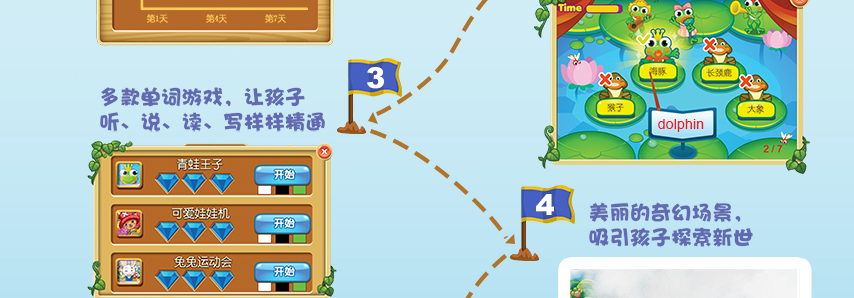 第1天 第4天 第7天
Time
3
多款单词游戏，让孩子
听、说、读、写样样精通
海豚
长颈鹿
猴子
大象
dolphin
2 / 7
青蛙王子
开始
可爱娃娃机
开始
兔兔运动会
开始
4
美丽的奇幻场景，
吸引孩子探索新世